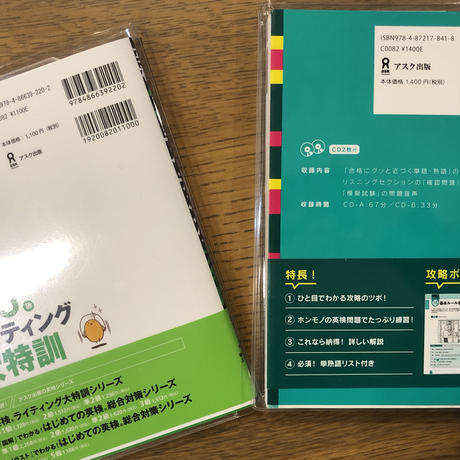 978-4-86639-220-2
9784866392202
C0082 ¥1100E
本体価格 1,100円(税別)
1920082011000
ask
アスク出版
ティング
特訓
アスク出版の英検シリーズ
ライティング大特訓シリーズ
はじめての英検 総合対策シリーズ
でわかる!はじめての英検 総合対策シリーズ
ISBN978-4-87217-841-8
C0082 ¥1400E
ask
アスク出版
本体価格 1,400円(税別)
CD2枚付
収録内容 「合格にグッと近づく単語・熟語」の
リスニングセクションの「確認問題」
「模擬試験」の問題音声
収録時間 CD-A:67分/CD-B:33分
特長!
攻略ポ
① ひと目でわかる攻略のツボ!
② ホンモノの英検問題でたっぷり練習!
③ これなら納得! 詳しい解説
④ 必須! 単熟語リスト付き